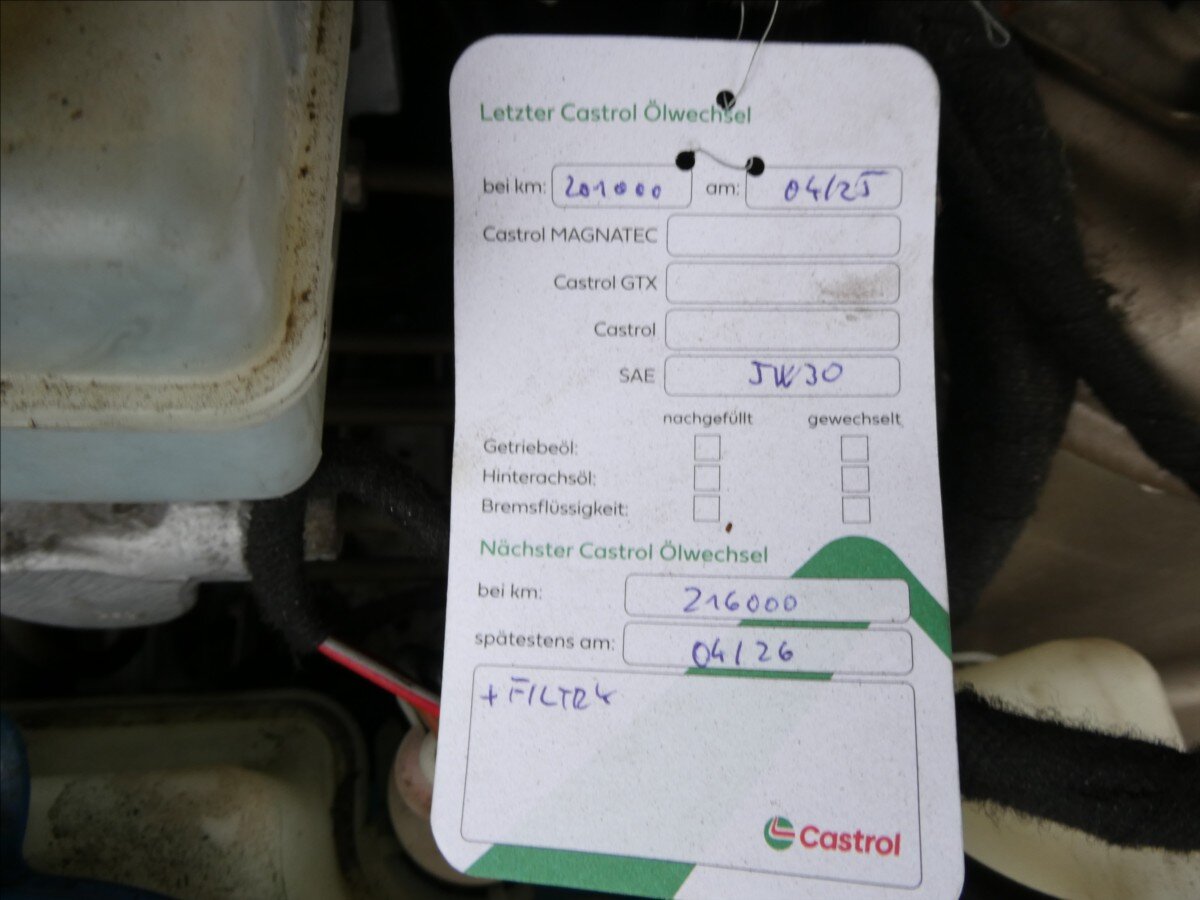 Letzter Castrol Ölwechsel
bei km: 201000 am: 04/25
Castrol MAGNATEC
Castrol GTX
Castrol
SAE 5W30
nachgefüllt gewechselt
Getriebeöl:
Hinterachsöl:
Bremsflüssigkeit:
Nächster Castrol Ölwechsel
bei km: 216000
spätestens am: 04/26
+ FILTRY
Castrol